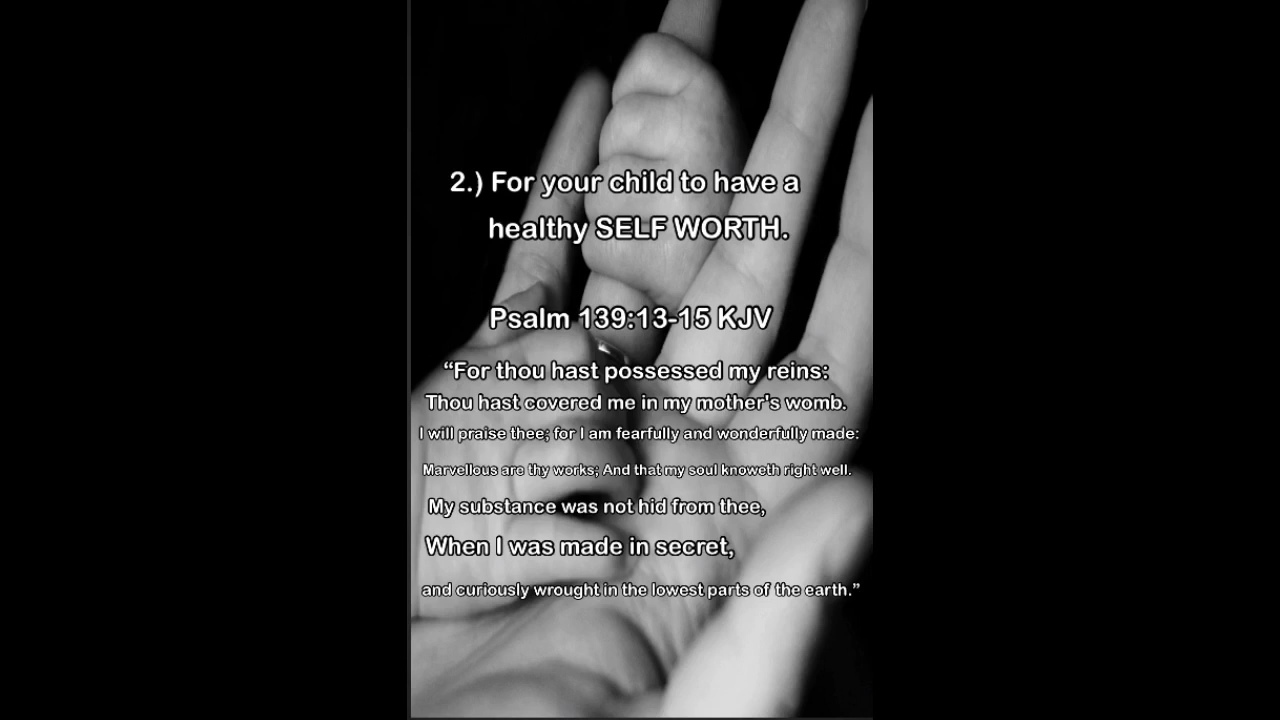 2.) For your child to have a
healthy SELF WORTH.
Psalm 139:13-15 KJV
“For thou hast possessed my reins:
Thou hast covered me in my mother's womb.
I will praise thee; for I am fearfully and wonderfully made:
Marvellous are thy works; And that my soul knoweth right well.
My substance was not hid from thee,
When I was made in secret,
and curiously wrought in the lowest parts of the earth.”